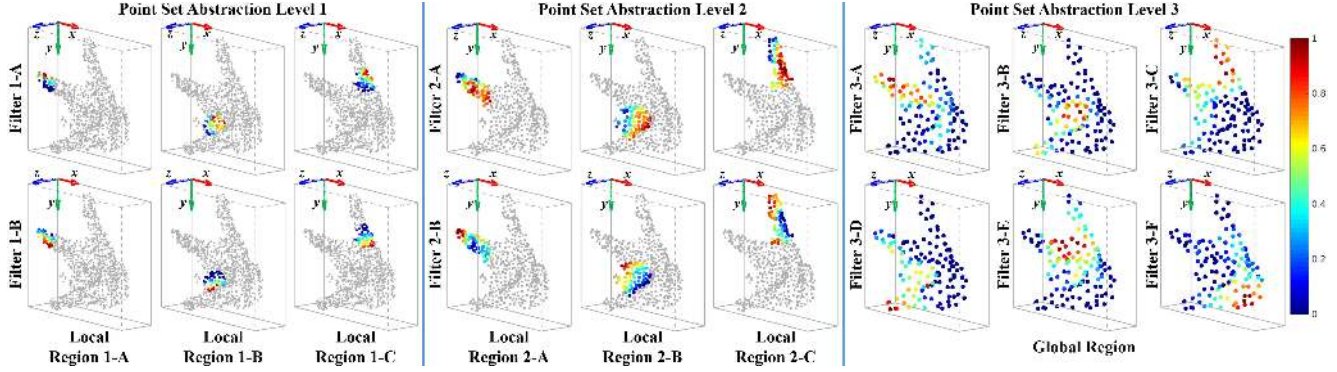 Point Set Abstraction Level 1
Point Set Abstraction Level 2
Point Set Abstraction Level 3
z x y
z x y
z x y
z x y
z x y
z x y
z x y
z x y
z x y
Filter 1-A
Filter 2-A
Filter 3-A
Filter 3-B
Filter 3-C
1
0.8
0.6
0.4
0.2
0
z x y
z x y
z x y
z x y
z x y
z x y
z x y
z x y
z x y
Filter 1-B
Filter 2-B
Filter 3-D
Filter 3-E
Filter 3-F
Local
Region 1-A
Local
Region 1-B
Local
Region 1-C
Local
Region 2-A
Local
Region 2-B
Local
Region 2-C
Global Region